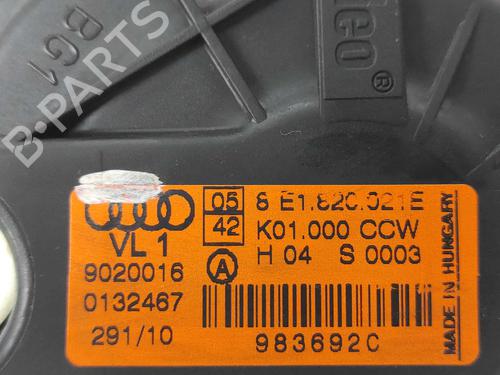 BG1
B-PARTS
ICO®
05
42
8 E1.820.021E
K01.000 CCW
VL 1
A
H 04 S 0003
9020016
0132467
291/10
983692C
MADE IN HUNGARY